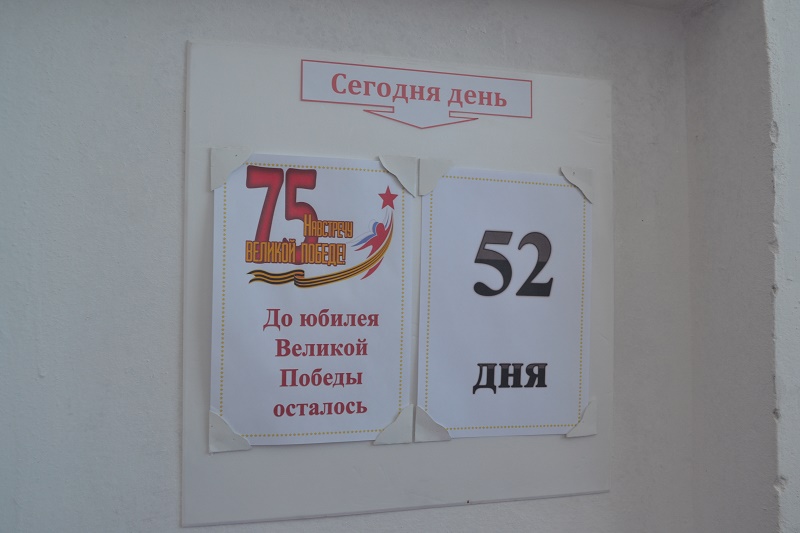 Сегодня день
75
Навстречу
Великой Победе!
До юбилея
Великой
Победы
осталось
52
дня